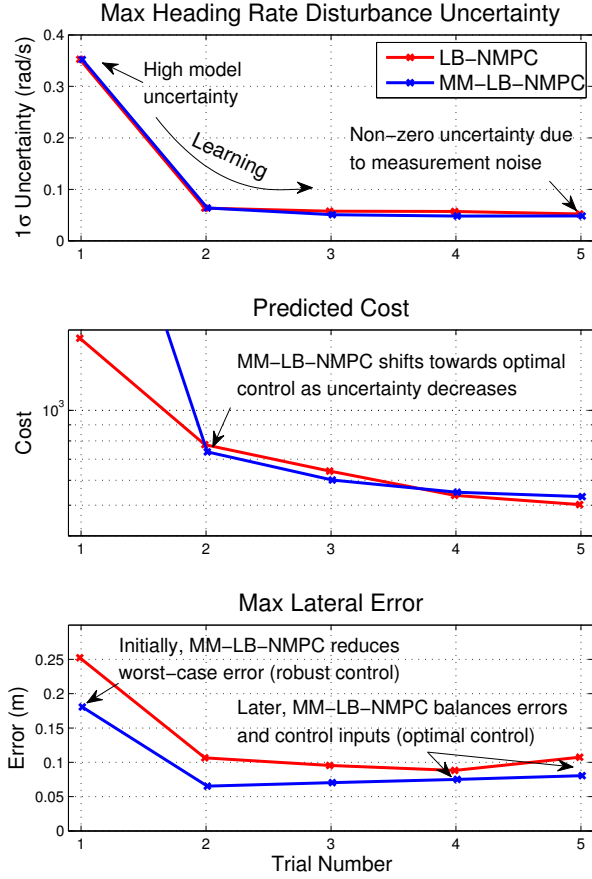 Max Heading Rate Disturbance Uncertainty
1σ Uncertainty (rad/s)
0.4
0.3
0.2
0.1
0
High model
uncertainty
Learning
LB−NMPC
MM−LB−NMPC
Non−zero uncertainty due
to measurement noise
1 2 3 4 5
Predicted Cost
Cost
10^3
MM−LB−NMPC shifts towards optimal
control as uncertainty decreases
1 2 3 4 5
Max Lateral Error
Error (m)
0.25
0.2
0.15
0.1
0.05
0
Initially, MM−LB−NMPC reduces
worst−case error (robust control)
Later, MM−LB−NMPC balances errors
and control inputs (optimal control)
1 2 3 4 5
Trial Number